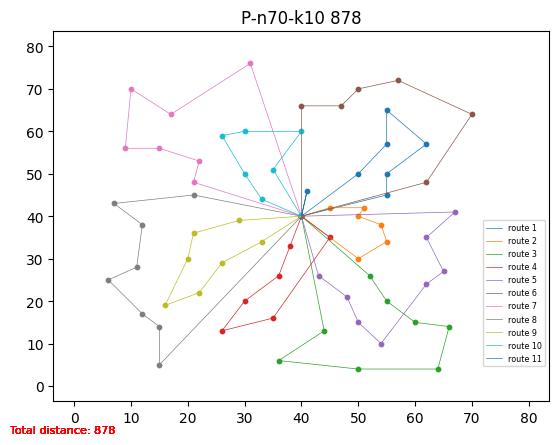 P-n70-k10 878
80
70
60
50
40
30
20
10
0
route 1
route 2
route 3
route 4
route 5
route 6
route 7
route 8
route 9
route 10
route 11
0 10 20 30 40 50 60 70 80
Total distance: 878